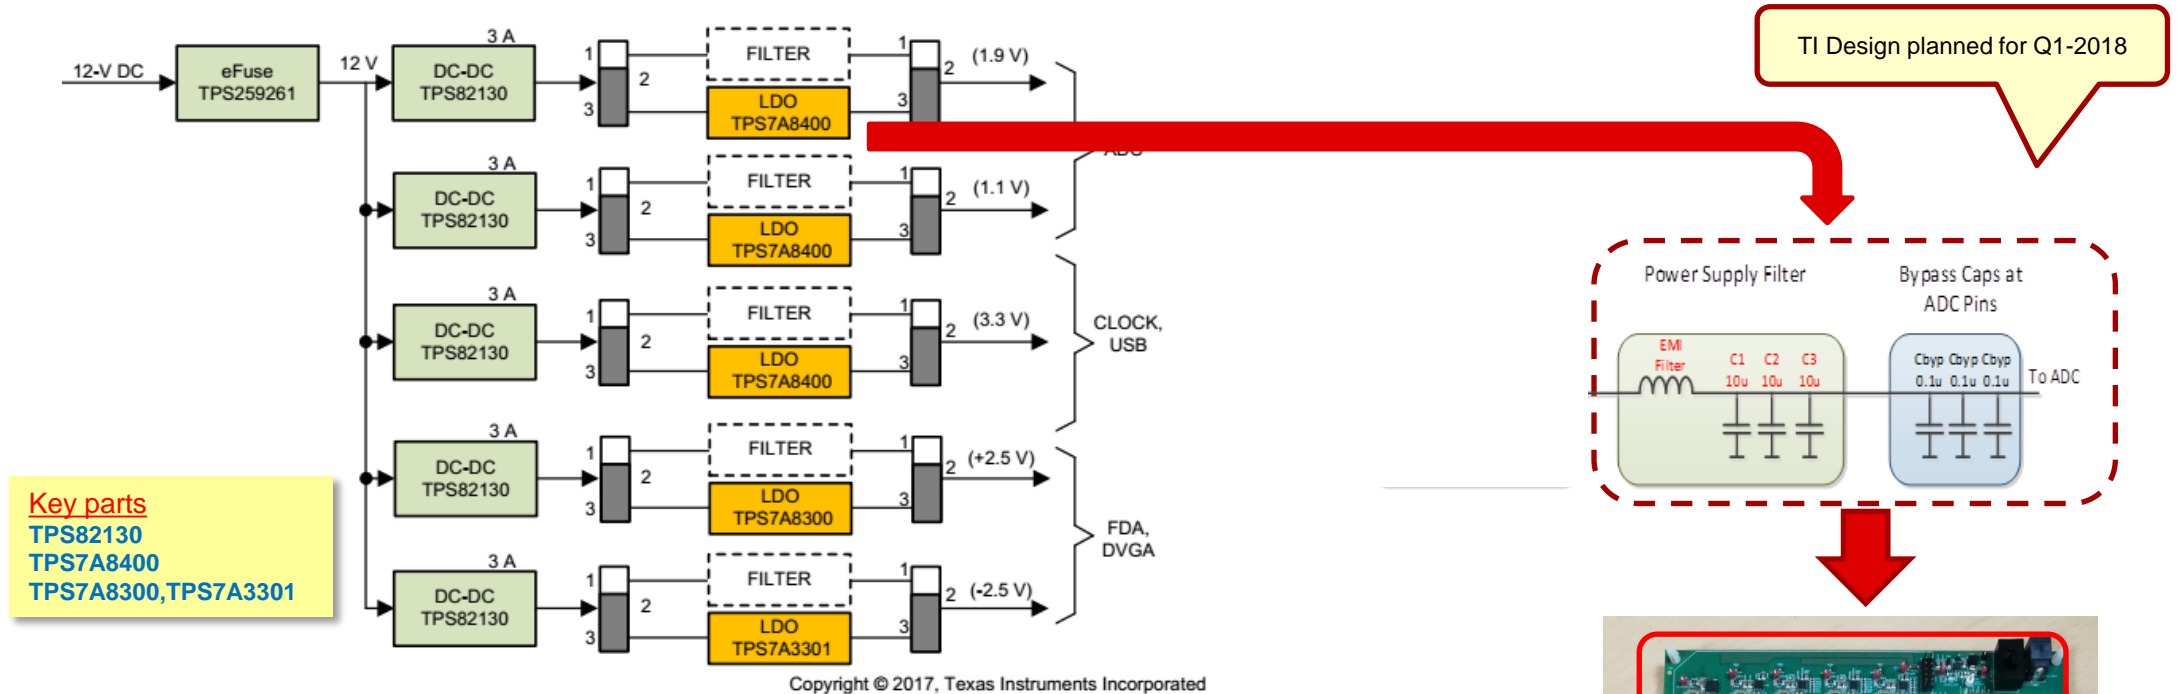 TI Design planned for Q1-2018
12-V DC
eFuse
TPS259261
12 V
3 A
DC-DC
TPS82130
1
2
3
FILTER
LDO
TPS7A8400
1
2
3
(1.9 V)
3 A
DC-DC
TPS82130
1
2
3
FILTER
LDO
TPS7A8400
1
2
3
(1.1 V)
3 A
DC-DC
TPS82130
1
2
3
FILTER
LDO
TPS7A8400
1
2
3
(3.3 V)
CLOCK,
USB
3 A
DC-DC
TPS82130
1
2
3
FILTER
LDO
TPS7A8300
1
2
3
(+2.5 V)
FDA,
DVGA
3 A
DC-DC
TPS82130
1
2
3
FILTER
LDO
TPS7A3301
1
2
3
(-2.5 V)
Copyright © 2017, Texas Instruments Incorporated
Key parts
TPS82130
TPS7A8400
TPS7A8300,TPS7A3301
Power Supply Filter
Bypass Caps at
ADC Pins
EMI
Filter
C1 C2 C3
10u 10u 10u
Cbyp Cbyp Cbyp
0.1u 0.1u 0.1u
To ADC